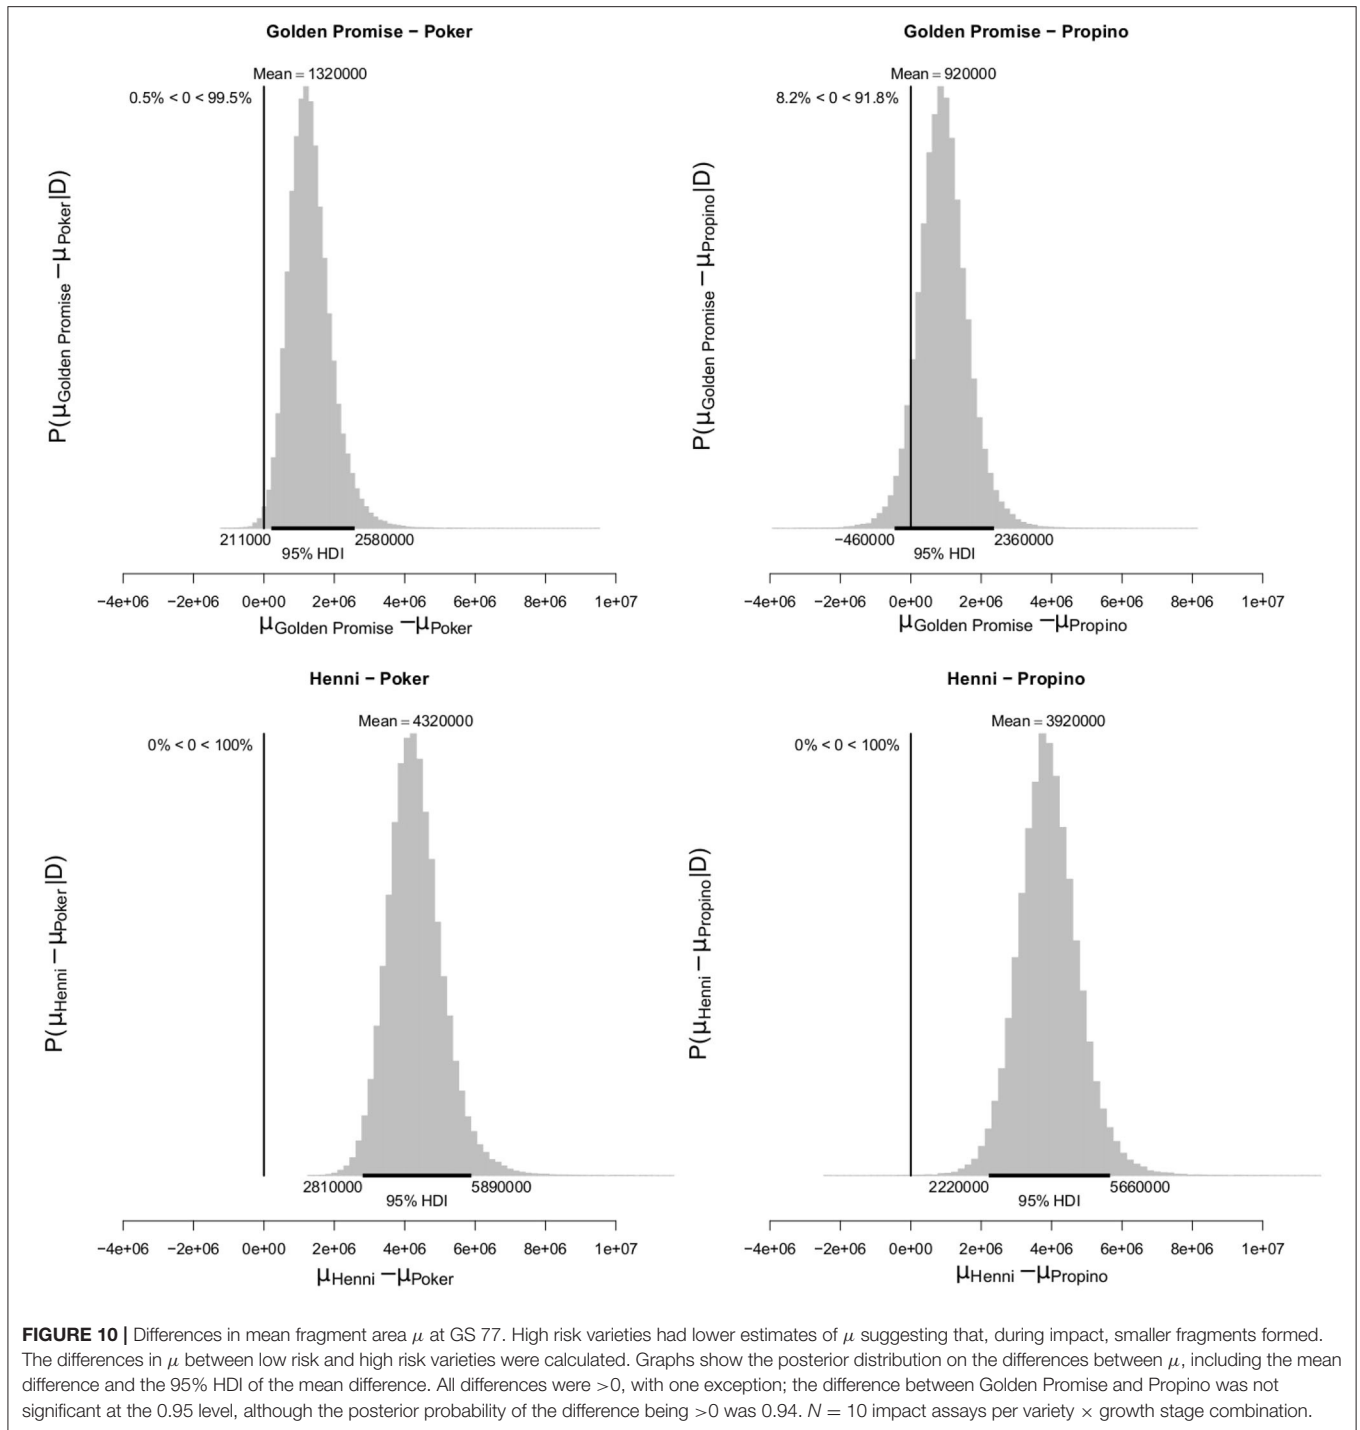 Golden Promise − Poker
Mean = 1320000
0.5% < 0 < 99.5%
P(μGolden Promise −μPoker|D)
211000
2580000
95% HDI
−4e+06 −2e+06 0e+00 2e+06 4e+06 6e+06 8e+06 1e+07
μGolden Promise −μPoker
Golden Promise − Propino
Mean = 920000
8.2% < 0 < 91.8%
P(μGolden Promise −μPropino|D)
−460000
2360000
95% HDI
−4e+06 −2e+06 0e+00 2e+06 4e+06 6e+06 8e+06 1e+07
μGolden Promise −μPropino
Henni − Poker
Mean = 4320000
0% < 0 < 100%
P(μHenni −μPoker|D)
2810000
5890000
95% HDI
−4e+06 −2e+06 0e+00 2e+06 4e+06 6e+06 8e+06 1e+07
μHenni −μPoker
Henni − Propino
Mean = 3920000
0% < 0 < 100%
P(μHenni −μPropino|D)
2220000
5660000
95% HDI
−4e+06 −2e+06 0e+00 2e+06 4e+06 6e+06 8e+06 1e+07
μHenni −μPropino
FIGURE 10 | Differences in mean fragment area μ at GS 77. High risk varieties had lower estimates of μ suggesting that, during impact, smaller fragments formed.
The differences in μ between low risk and high risk varieties were calculated. Graphs show the posterior distribution on the differences between μ, including the mean
difference and the 95% HDI of the mean difference. All differences were >0, with one exception; the difference between Golden Promise and Propino was not
significant at the 0.95 level, although the posterior probability of the difference being >0 was 0.94. N = 10 impact assays per variety × growth stage combination.